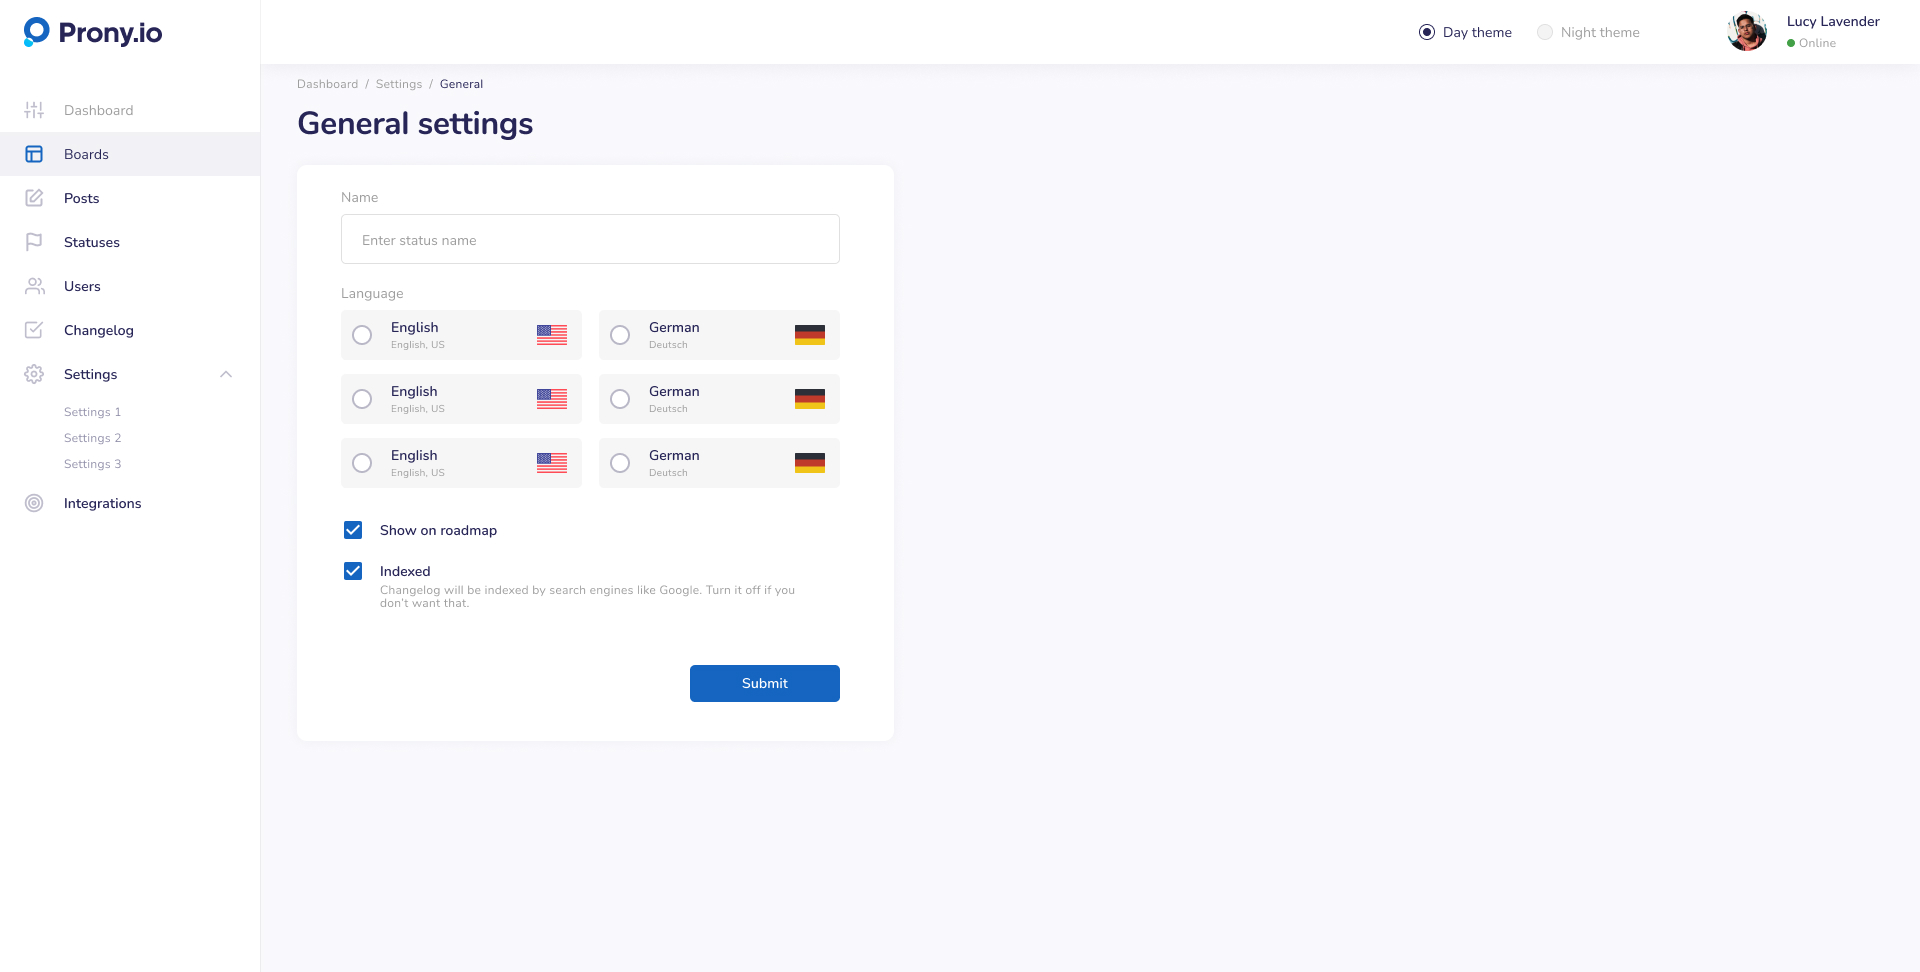 Prony.io
Day theme
Night theme
Lucy Lavender
Online
Dashboard
Boards
Posts
Statuses
Users
Changelog
Settings
Settings 1
Settings 2
Settings 3
Integrations
Dashboard / Settings / General
General settings
Name
Enter status name
Language
English
English, US
German
Deutsch
English
English, US
German
Deutsch
English
English, US
German
Deutsch
Show on roadmap
Indexed
Changelog will be indexed by search engines like Google. Turn it off if you
don't want that.
Submit